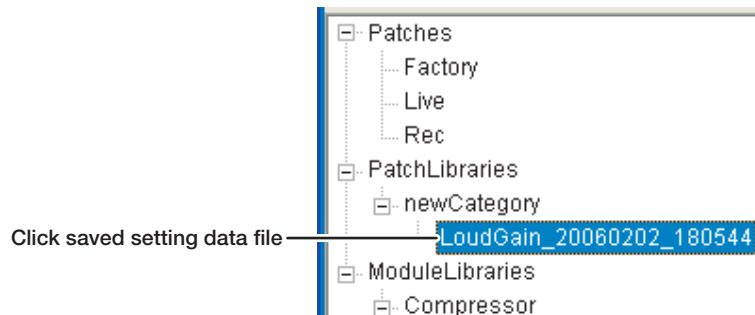 Patches
Factory
Live
Rec
PatchLibraries
newCategory
Click saved setting data file
LoudGain_20060202_180544
ModuleLibraries
Compressor